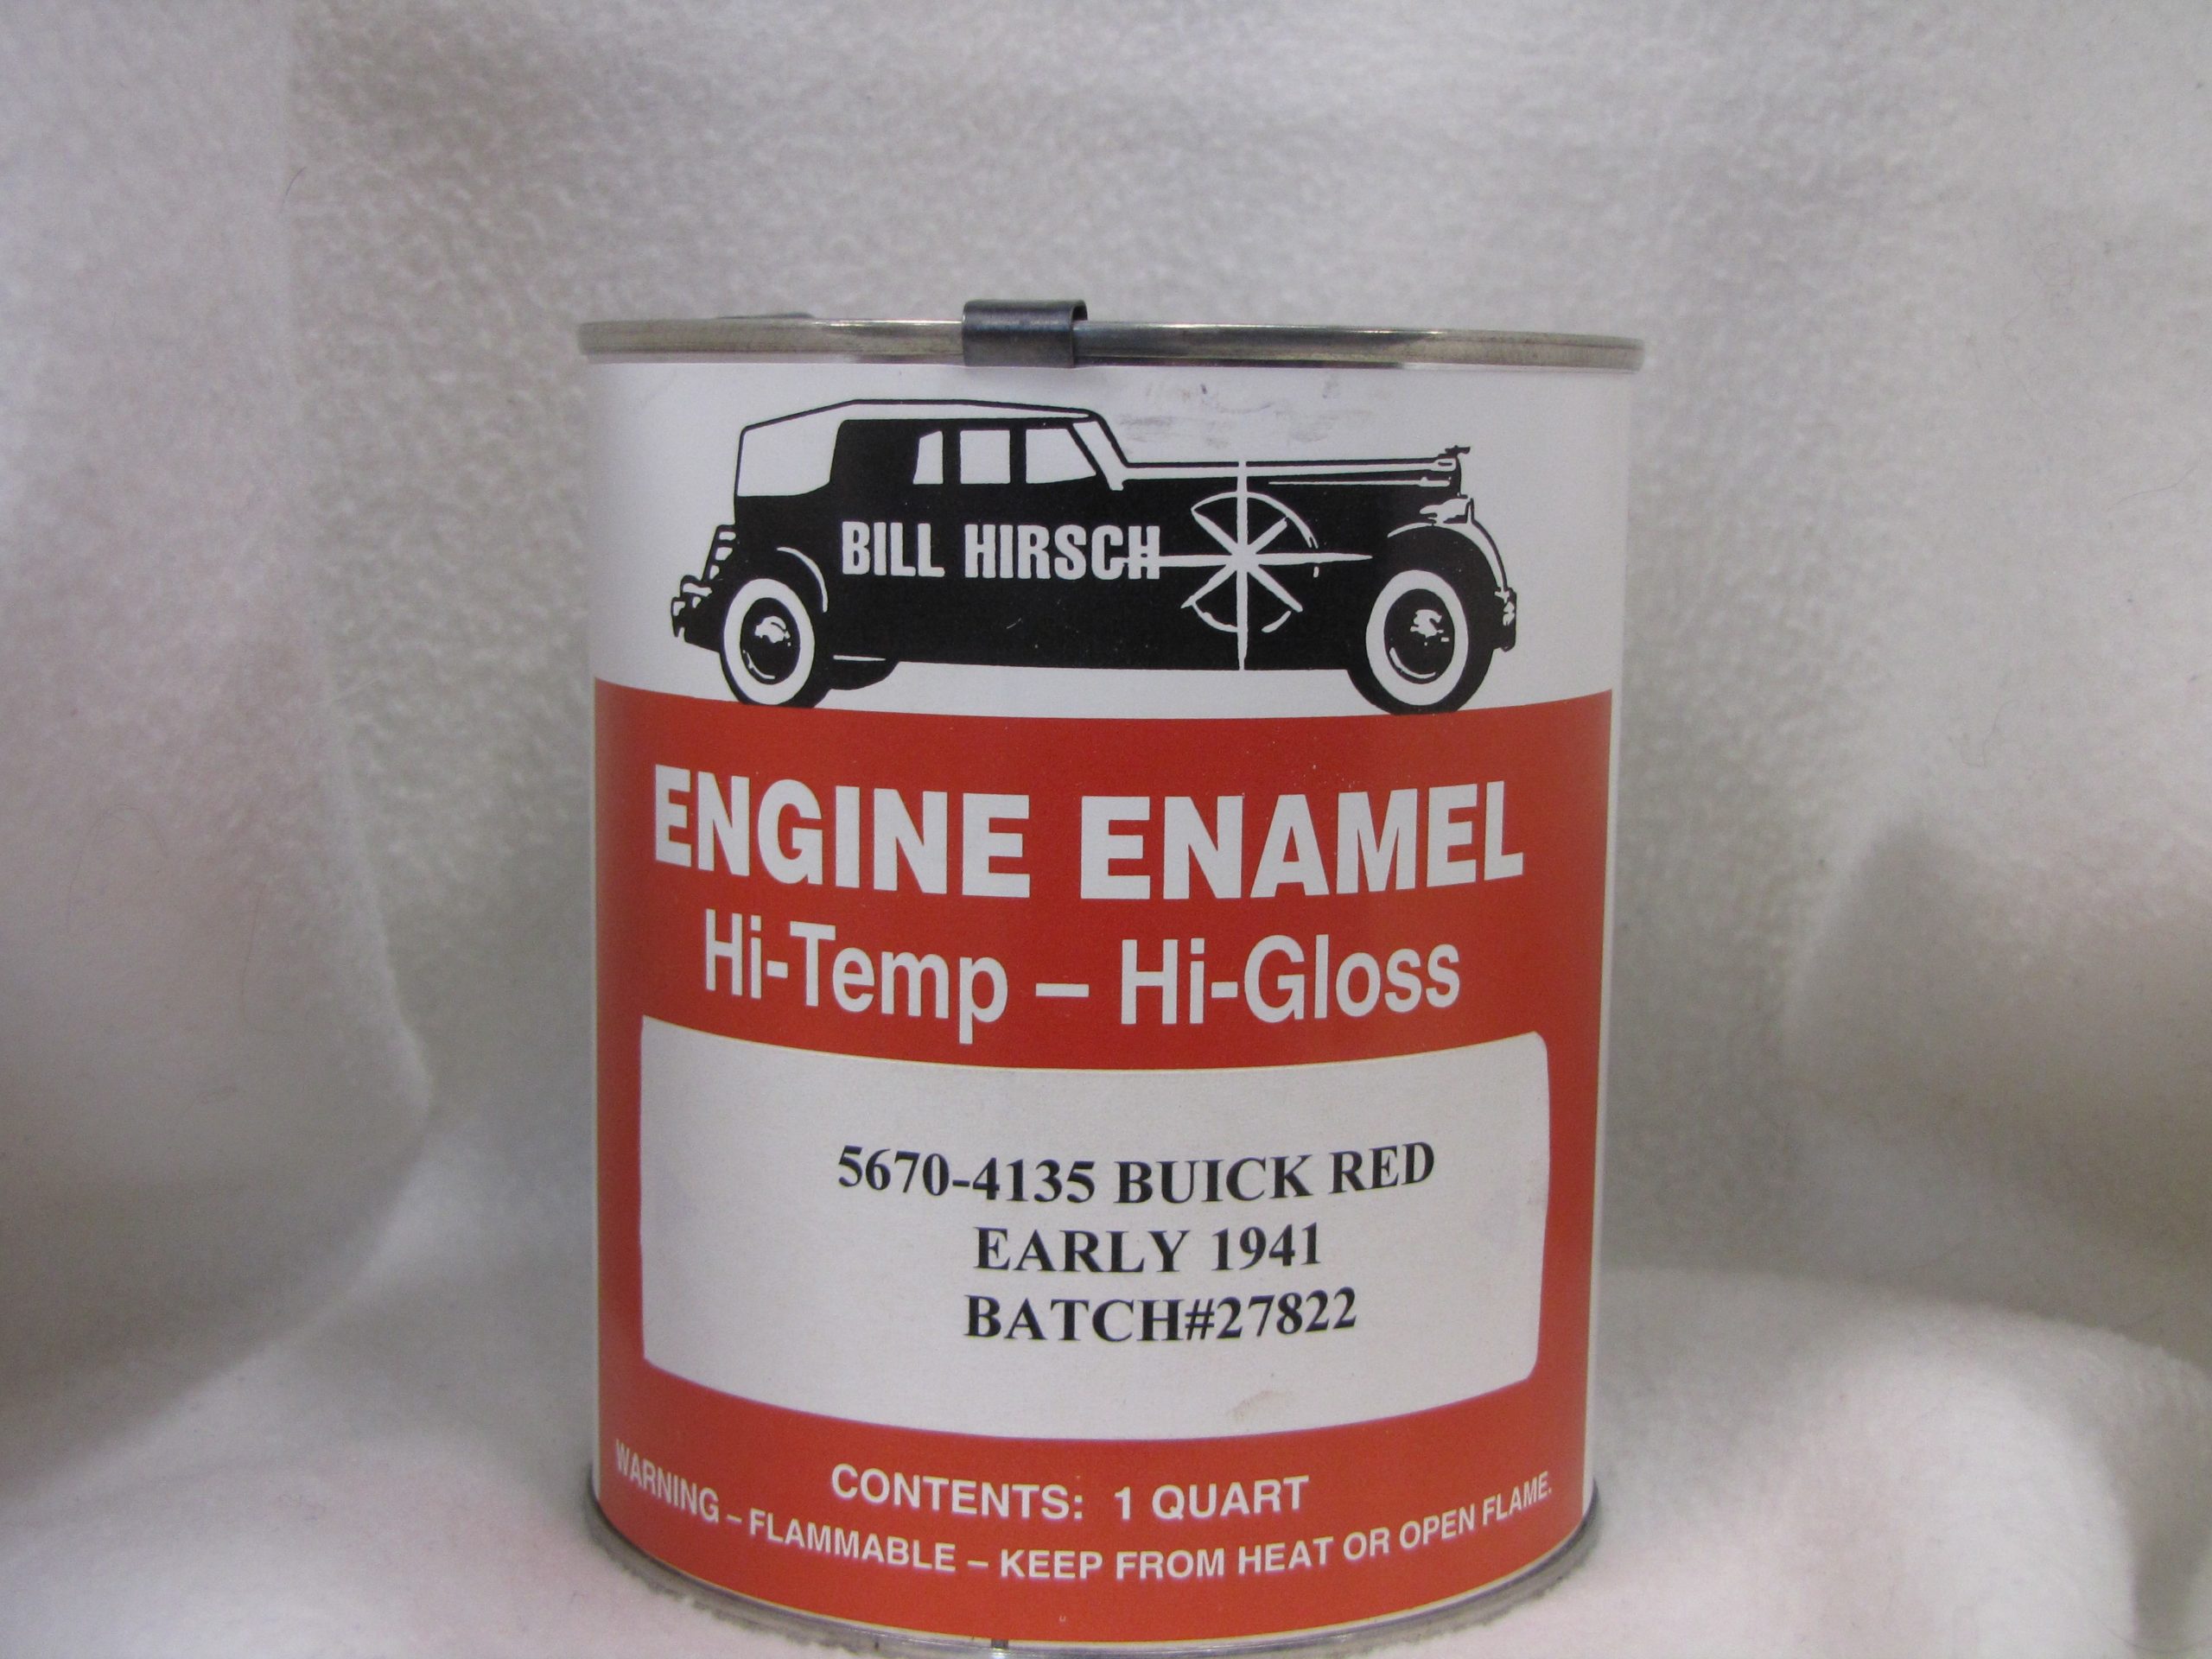 BILL HIRSCH
ENGINE ENAMEL
Hi-Temp – Hi-Gloss
5670-4135 BUICK RED
EARLY 1941
BATCH#27822
CONTENTS: 1 QUART
WARNING – FLAMMABLE – KEEP FROM HEAT OR OPEN FLAME.